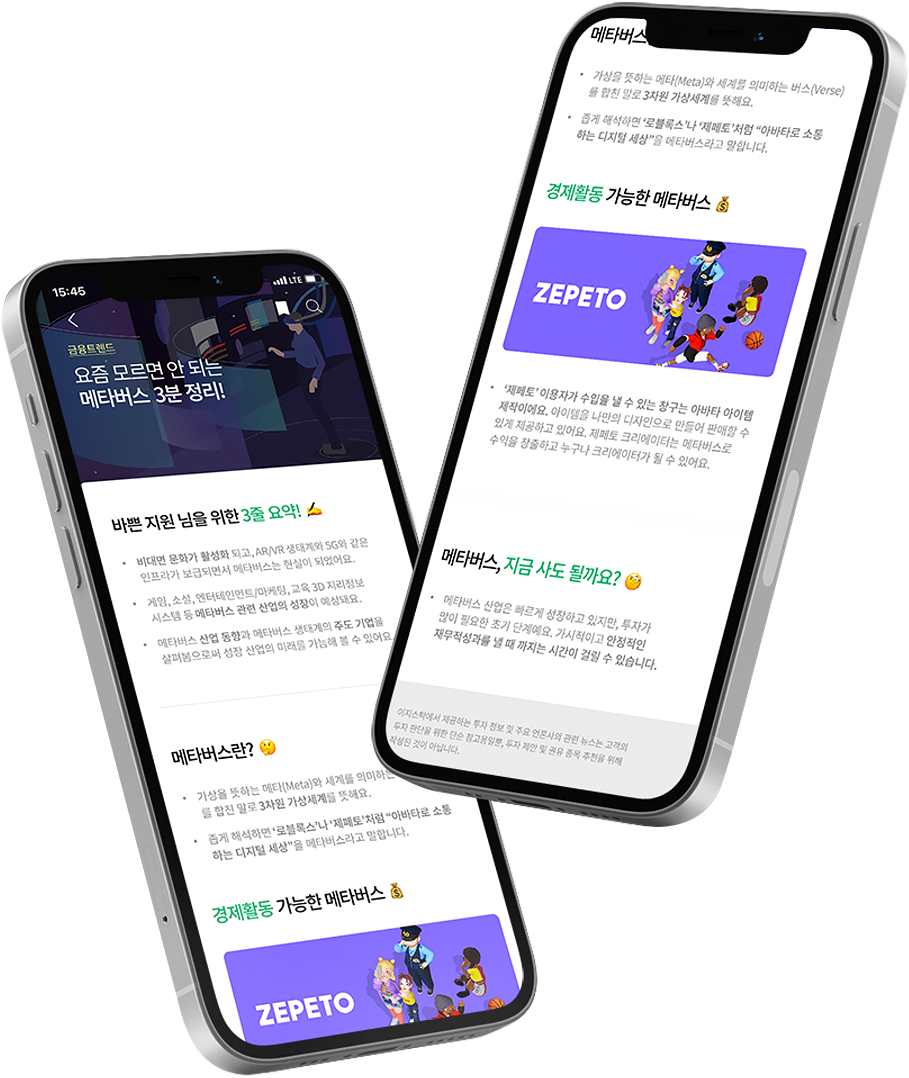 15:45
LTE
금융트렌드
요즘 모르면 안 되는
메타버스 3분 정리!
바쁜 지원 님을 위한 3줄 요약! ✍️
• 비대면 문화가 활성화 되고, AR/VR 생태계와 5G와 같은
인프라가 보급되면서 메타버스는 현실이 되었어요.
• 게임, 소셜, 엔터테인먼트/마케팅, 교육 3D 지리정보
시스템 등 메타버스 관련 산업의 성장이 예상돼요.
• 메타버스 산업 동향과 메타버스 생태계의 주도 기업을
살펴봄으로써 성장 산업의 미래를 가늠해 볼 수 있어요.
메타버스란? 🤔
• 가상을 뜻하는 메타(Meta)와 세계를 의미하는
를 합친 말로 3차원 가상세계를 뜻해요.
• 좁게 해석하면 ‘로블록스’나 ‘제페토’처럼 “아바타로 소통
하는 디지털 세상”을 메타버스라고 말합니다.
경제활동 가능한 메타버스 💰
ZEPETO
메타버스
• 가상을 뜻하는 메타(Meta)와 세계를 의미하는 버스(Verse)
를 합친 말로 3차원 가상세계를 뜻해요.
• 좁게 해석하면 ‘로블록스’나 ‘제페토’처럼 “아바타로 소통
하는 디지털 세상”을 메타버스라고 말합니다.
경제활동 가능한 메타버스 💰
ZEPETO
• ‘제페토’ 이용자가 수입을 낼 수 있는 창구는 아바타 아이템
제작이에요. 아이템을 나만의 디자인으로 만들어 판매할 수
있게 제공하고 있어요. 제페토 크리에이터는 메타버스로
수익을 창출하고 누구나 크리에이터가 될 수 있어요.
메타버스, 지금 사도 될까요? 🧐
• 메타버스 산업은 빠르게 성장하고 있지만, 투자가
많이 필요한 초기 단계예요. 가시적이고 안정적인
재무적성과를 낼 때 까지는 시간이 걸릴 수 있습니다.
이지스탁에서 제공하는 투자 정보 및 주요 언론사의 관련 뉴스는 고객의
투자 판단을 위한 단순 참고용일뿐, 투자 제안 및 권유 종목 추천을 위해
작성된 것이 아닙니다.